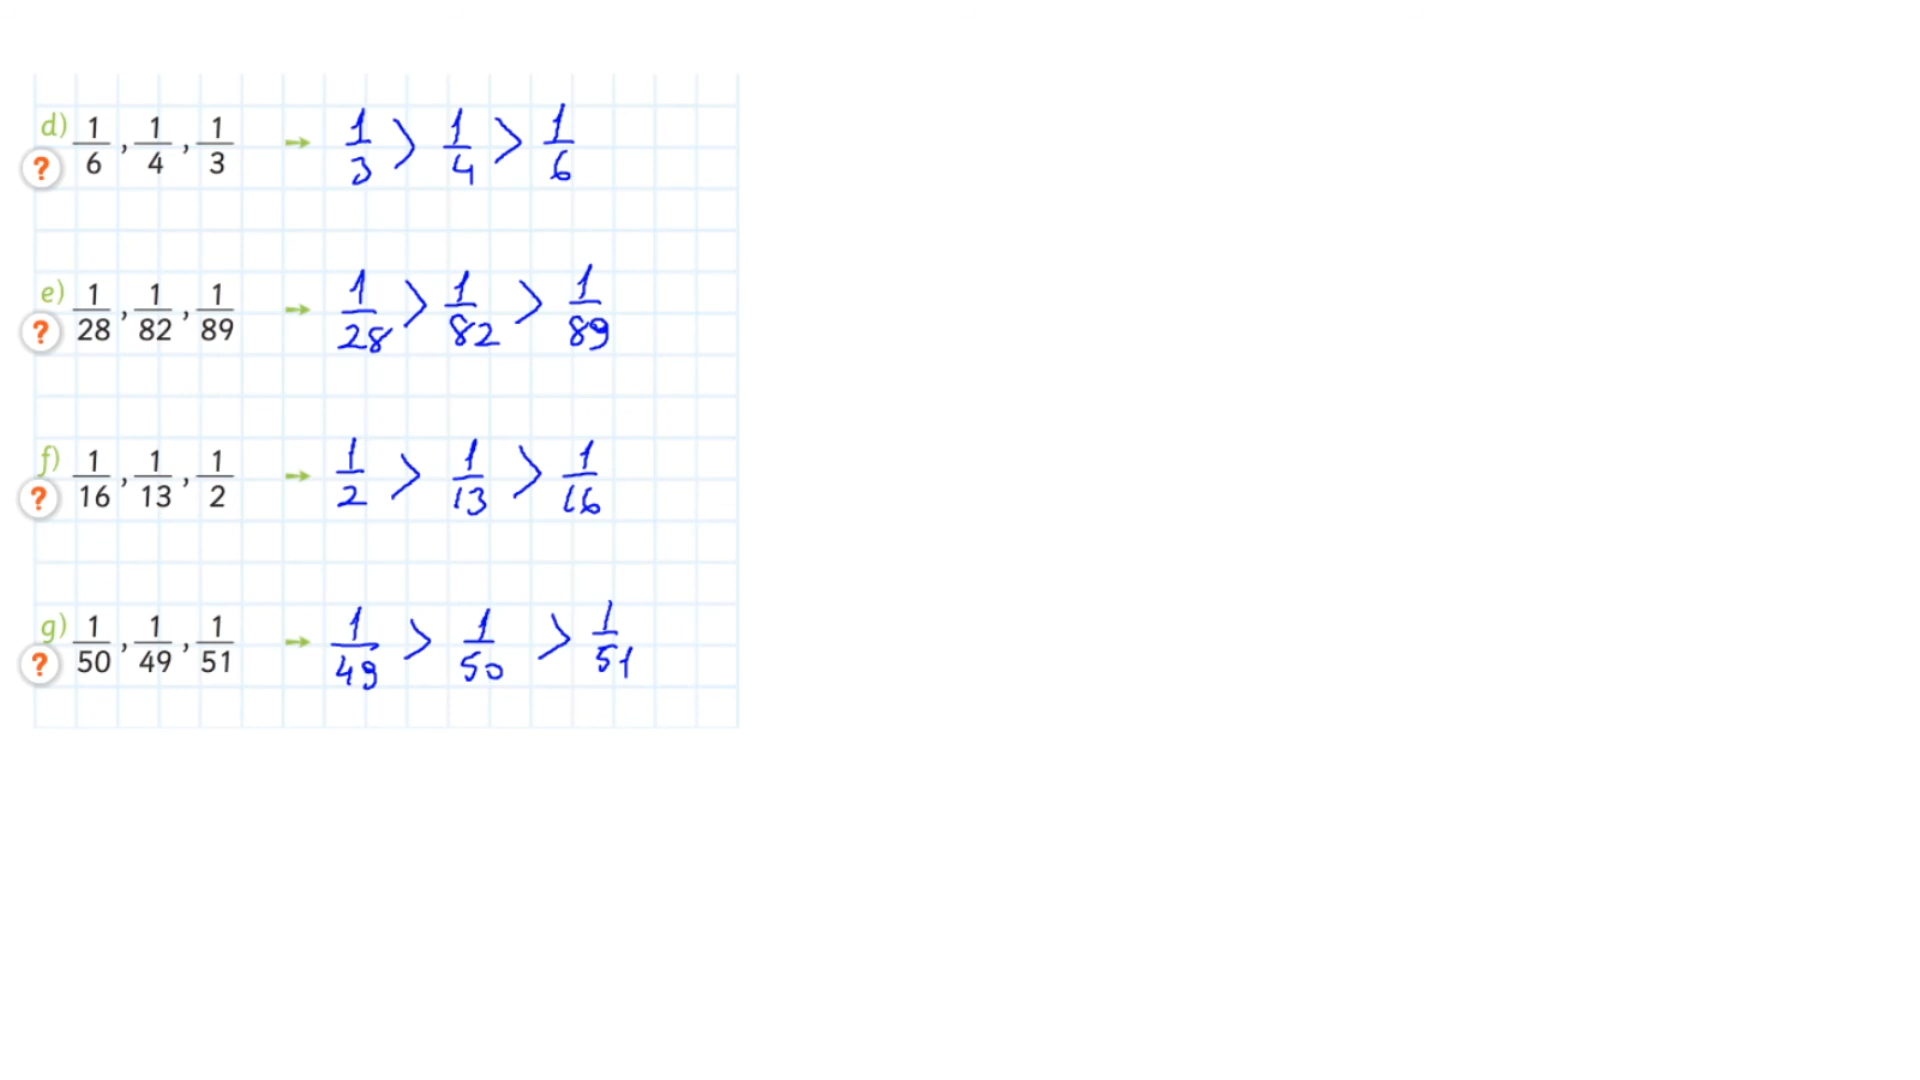 d) 1/6, 1/4, 1/3 → 1/3 > 1/4 > 1/6
?
e) 1/28, 1/82, 1/89 → 1/28 > 1/82 > 1/89
?
f) 1/16, 1/13, 1/2 → 1/2 > 1/13 > 1/16
?
g) 1/50, 1/49, 1/51 → 1/49 > 1/50 > 1/51
?